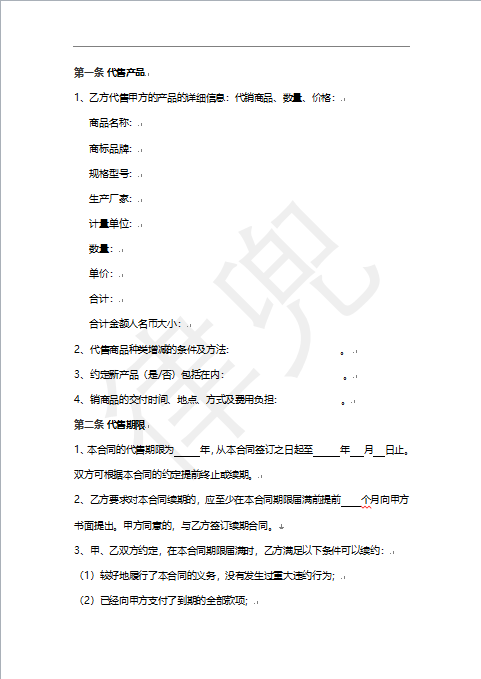 第一条 代售产品
1、乙方代售甲方的产品的详细信息：代销商品、数量、价格：
商品名称：
商标品牌：
规格型号：
生产厂家：
计量单位：
数量：
单价：
合计：
合计金额人名币大小：
2、代售商品种类增减的条件及方法： 。
3、约定新产品（是/否）包括在内： 。
4、销商品的交付时间、地点、方式及费用负担： 。
第二条 代售期限
1、本合同的代售期限为____年，从本合同签订之日起至____年__月__日止。
双方可根据本合同的约定提前终止或续期。
2、乙方要求对本合同续期的，应至少在本合同期限届满前提前___个月向甲方
书面提出。甲方同意的，与乙方签订续期合同。
3、甲、乙双方约定，在本合同期限届满时，乙方满足以下条件可以续约：
（1）较好地履行了本合同的义务，没有发生过重大违约行为；
（2）已经向甲方支付了到期的全部款项；
律兜